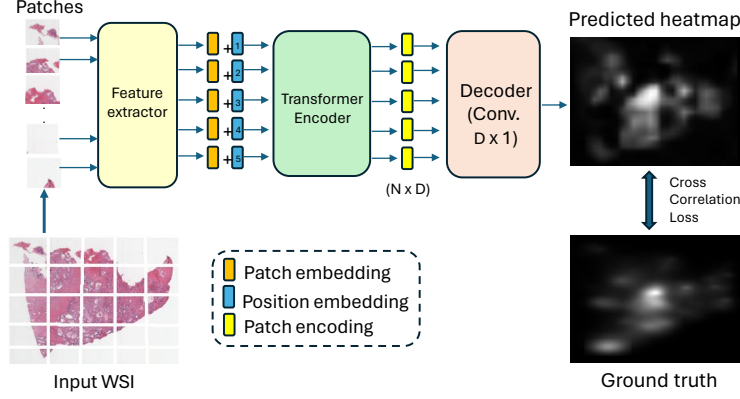 Patches
Predicted heatmap
Feature
extractor
+ 1
+ 2
+ 3
+ 4
+ 5
Transformer
Encoder
Decoder
(Conv.
D x 1)
(N x D)
Cross
Correlation
Loss
Patch embedding
Position embedding
Patch encoding
Input WSI
Ground truth